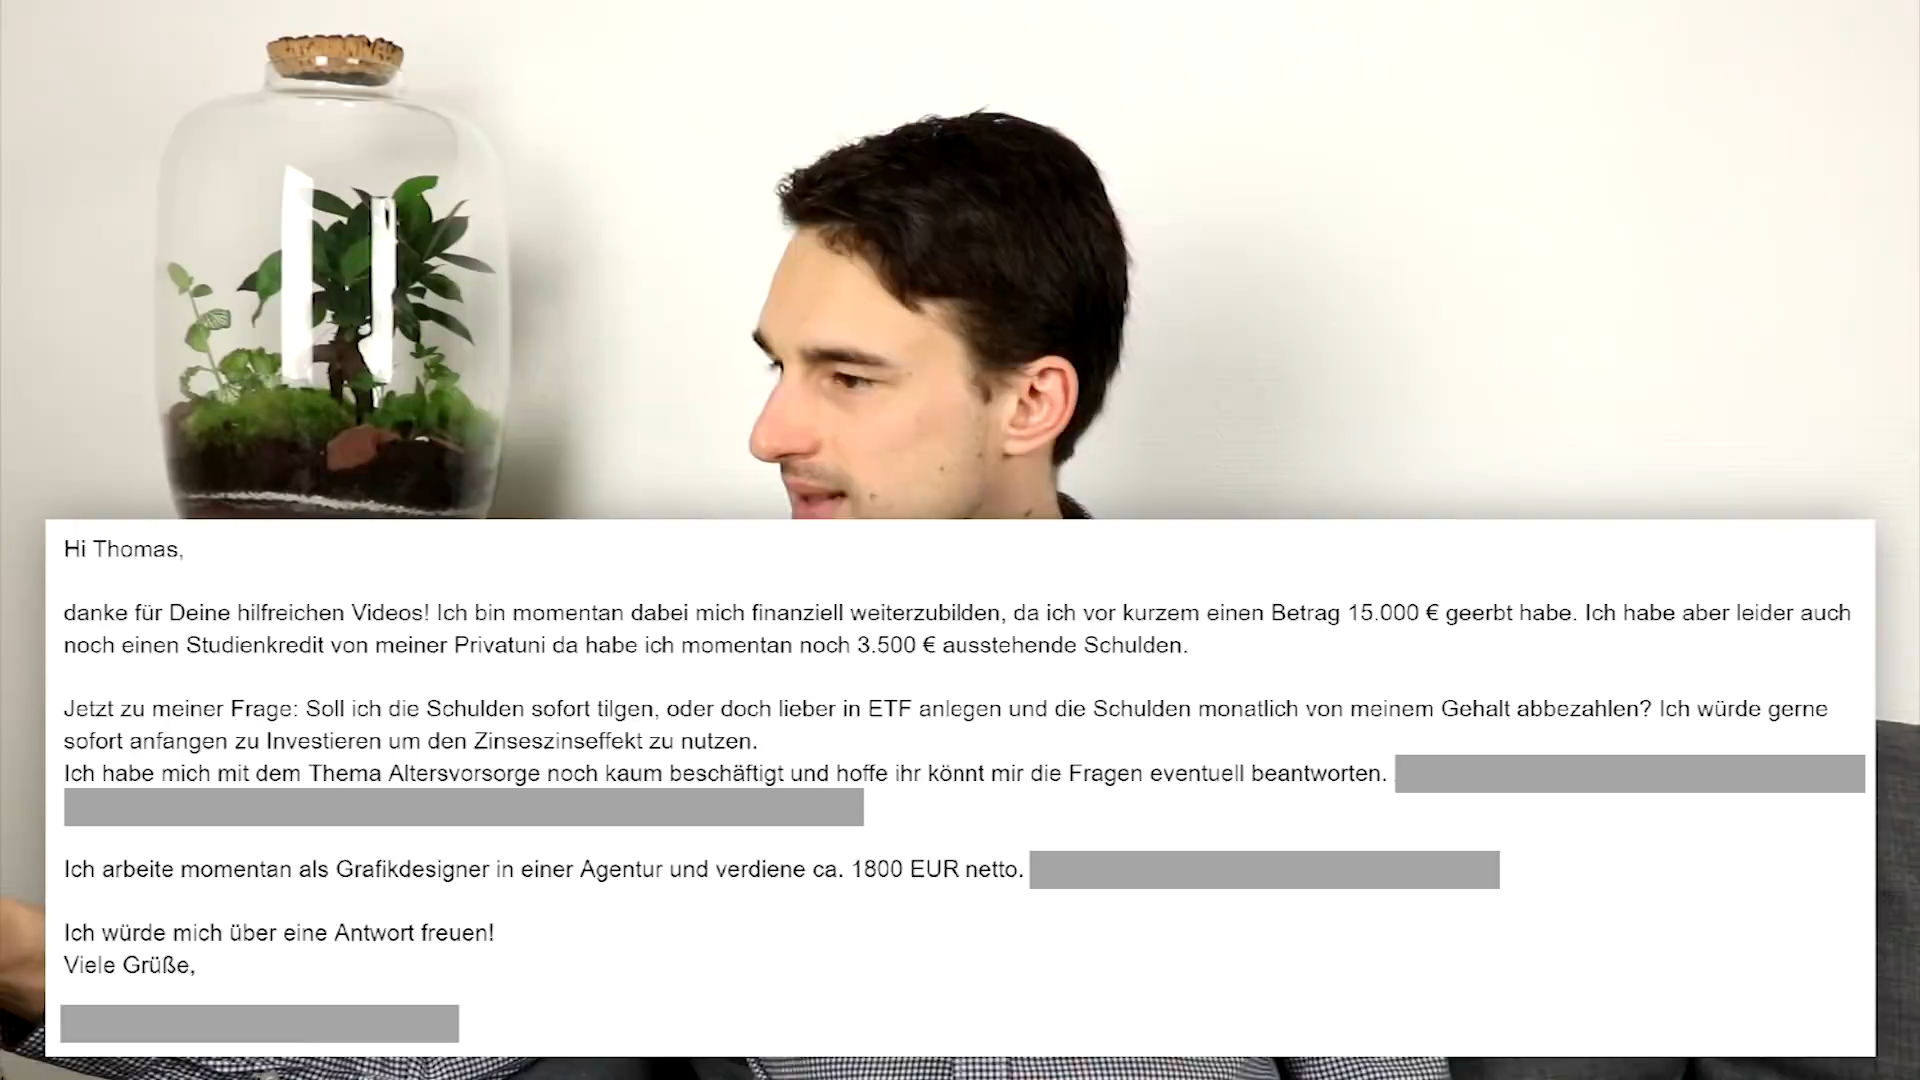 Hi Thomas,
danke für Deine hilfreichen Videos! Ich bin momentan dabei mich finanziell weiterzubilden, da ich vor kurzem einen Betrag 15.000 € geerbt habe. Ich habe aber leider auch
noch einen Studienkredit von meiner Privatuni da habe ich momentan noch 3.500 € ausstehende Schulden.
Jetzt zu meiner Frage: Soll ich die Schulden sofort tilgen, oder doch lieber in ETF anlegen und die Schulden monatlich von meinem Gehalt abbezahlen? Ich würde gerne
sofort anfangen zu Investieren um den Zinseszinseffekt zu nutzen.
Ich habe mich mit dem Thema Altersvorsorge noch kaum beschäftigt und hoffe ihr könnt mir die Fragen eventuell beantworten.
Ich arbeite momentan als Grafikdesigner in einer Agentur und verdiene ca. 1800 EUR netto.
Ich würde mich über eine Antwort freuen!
Viele Grüße,